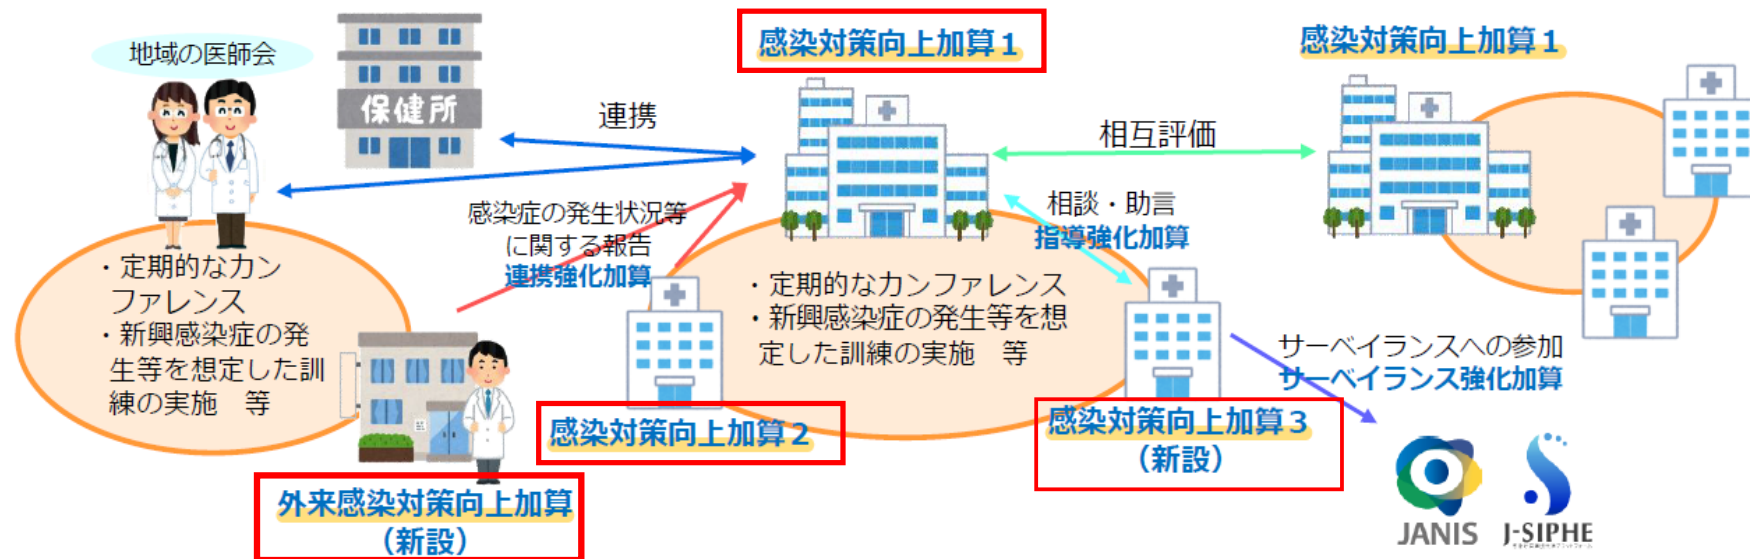 地域の医師会
保健所
連携
感染対策向上加算１
感染対策向上加算１
相互評価
感染症の発生状況等
に関する報告
連携強化加算
相談・助言
指導強化加算
・定期的なカン
ファレンス
・新興感染症の発
生等を想定した訓
練の実施　等
・定期的なカンファレンス
・新興感染症の発生等を想
定した訓練の実施　等
サーベイランスへの参加
サーベイランス強化加算
感染対策向上加算２
感染対策向上加算３
（新設）
外来感染対策向上加算
（新設）
JANIS
J-SIPHE